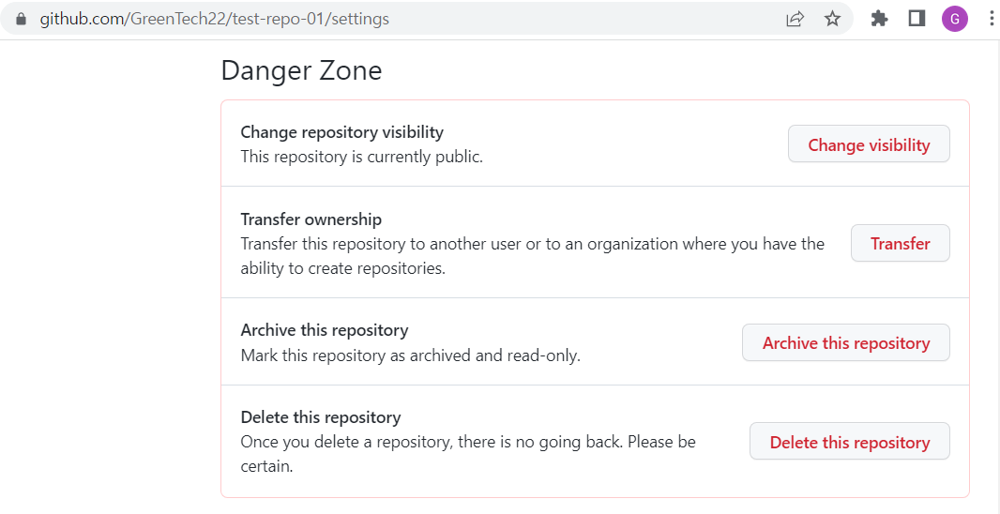 github.com/GreenTech22/test-repo-01/settings
G
Danger Zone
Change repository visibility
This repository is currently public.
Change visibility
Transfer ownership
Transfer this repository to another user or to an organization where you have the
ability to create repositories.
Transfer
Archive this repository
Mark this repository as archived and read-only.
Archive this repository
Delete this repository
Once you delete a repository, there is no going back. Please be
certain.
Delete this repository